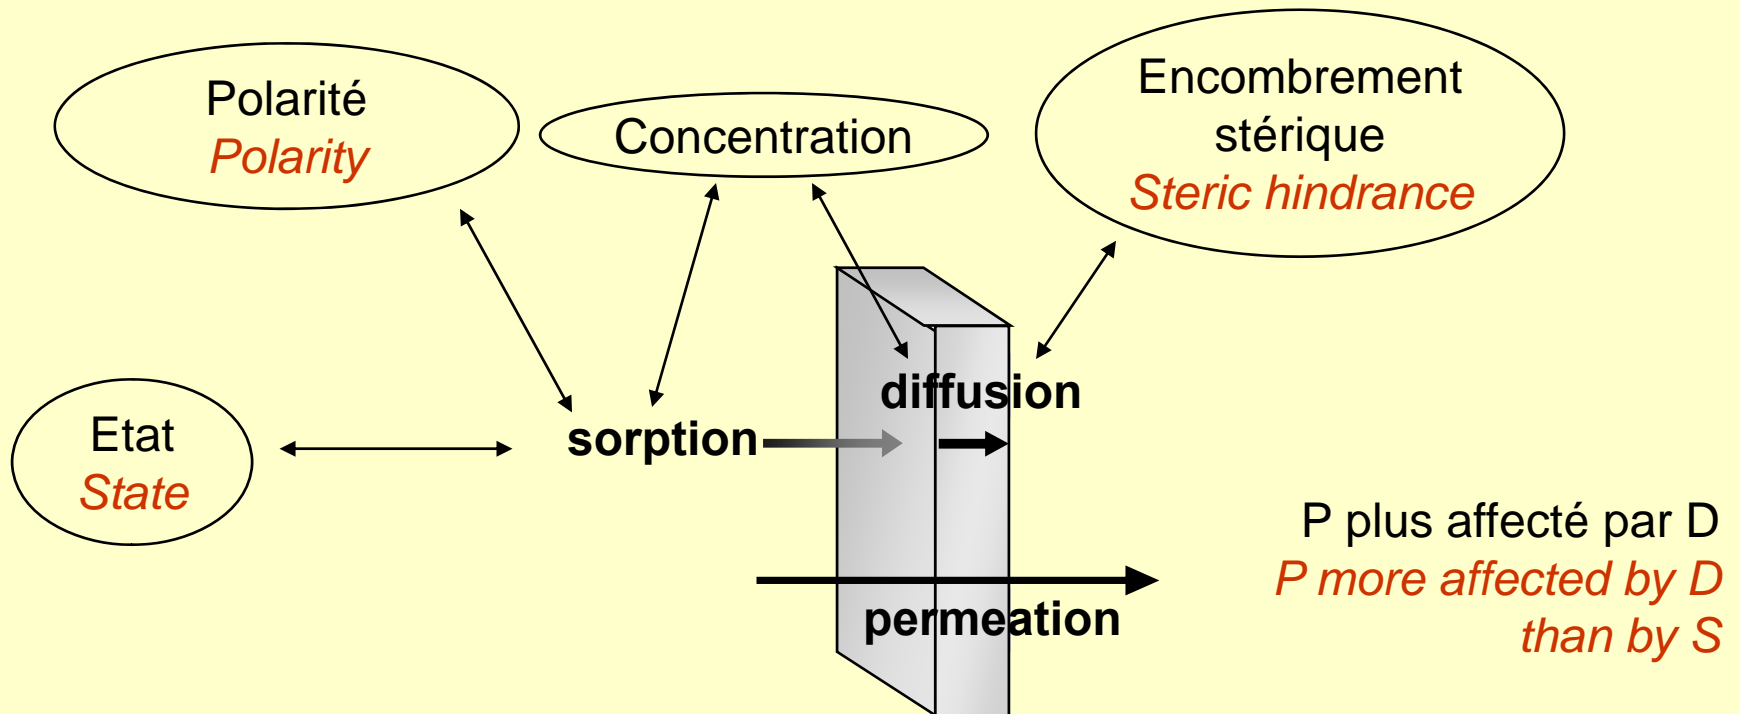 Polarité
Polarity
Concentration
Encombrement
stérique
Steric hindrance
diffusion
sorption
Etat
State
P plus affecté par D
P more affected by D
than by S
permeation